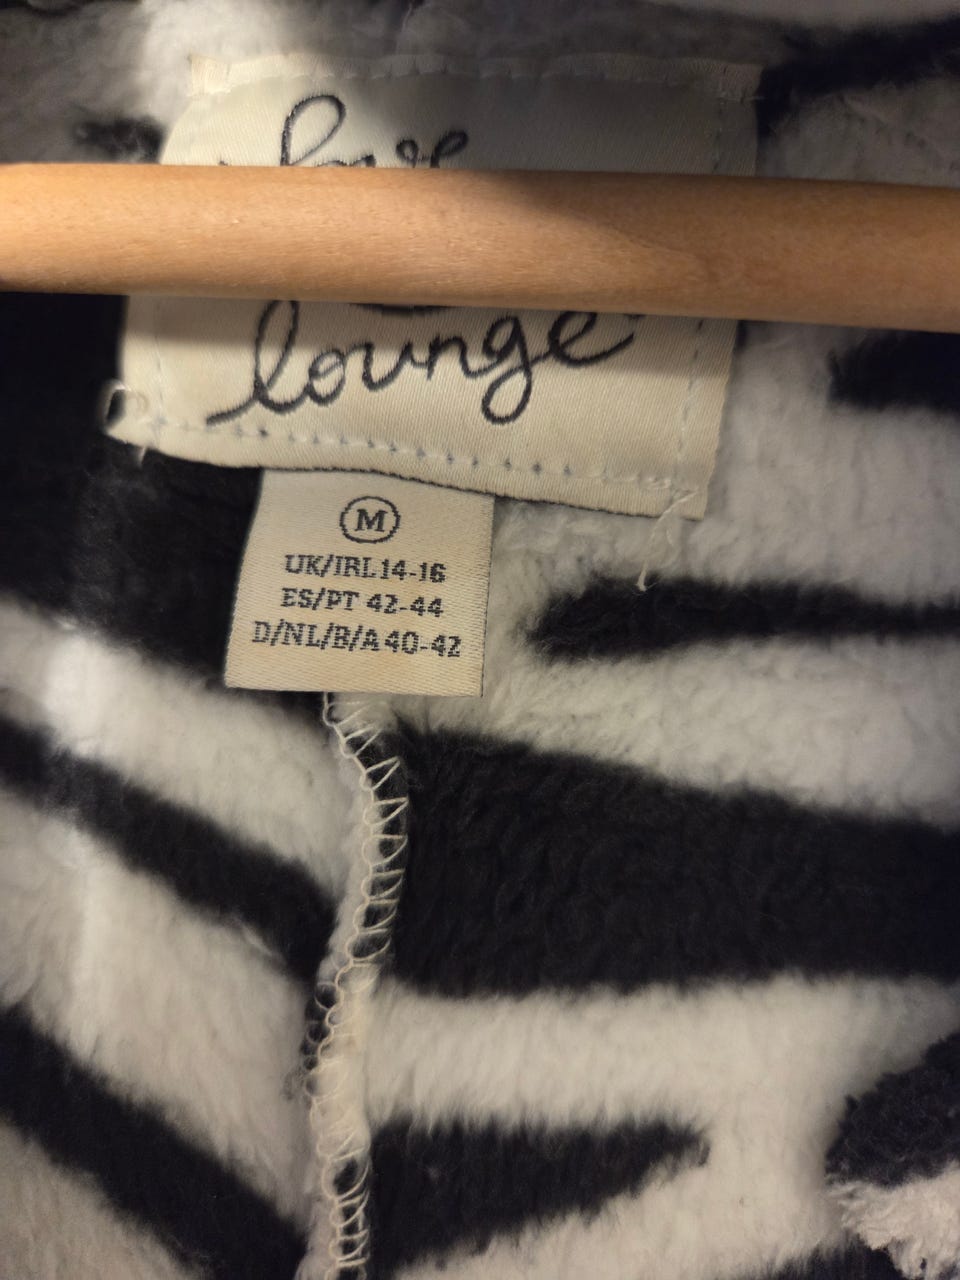 lounge
M
UK/IRL 14-16
ES/PT 42-44
D/NL/B/A 40-42